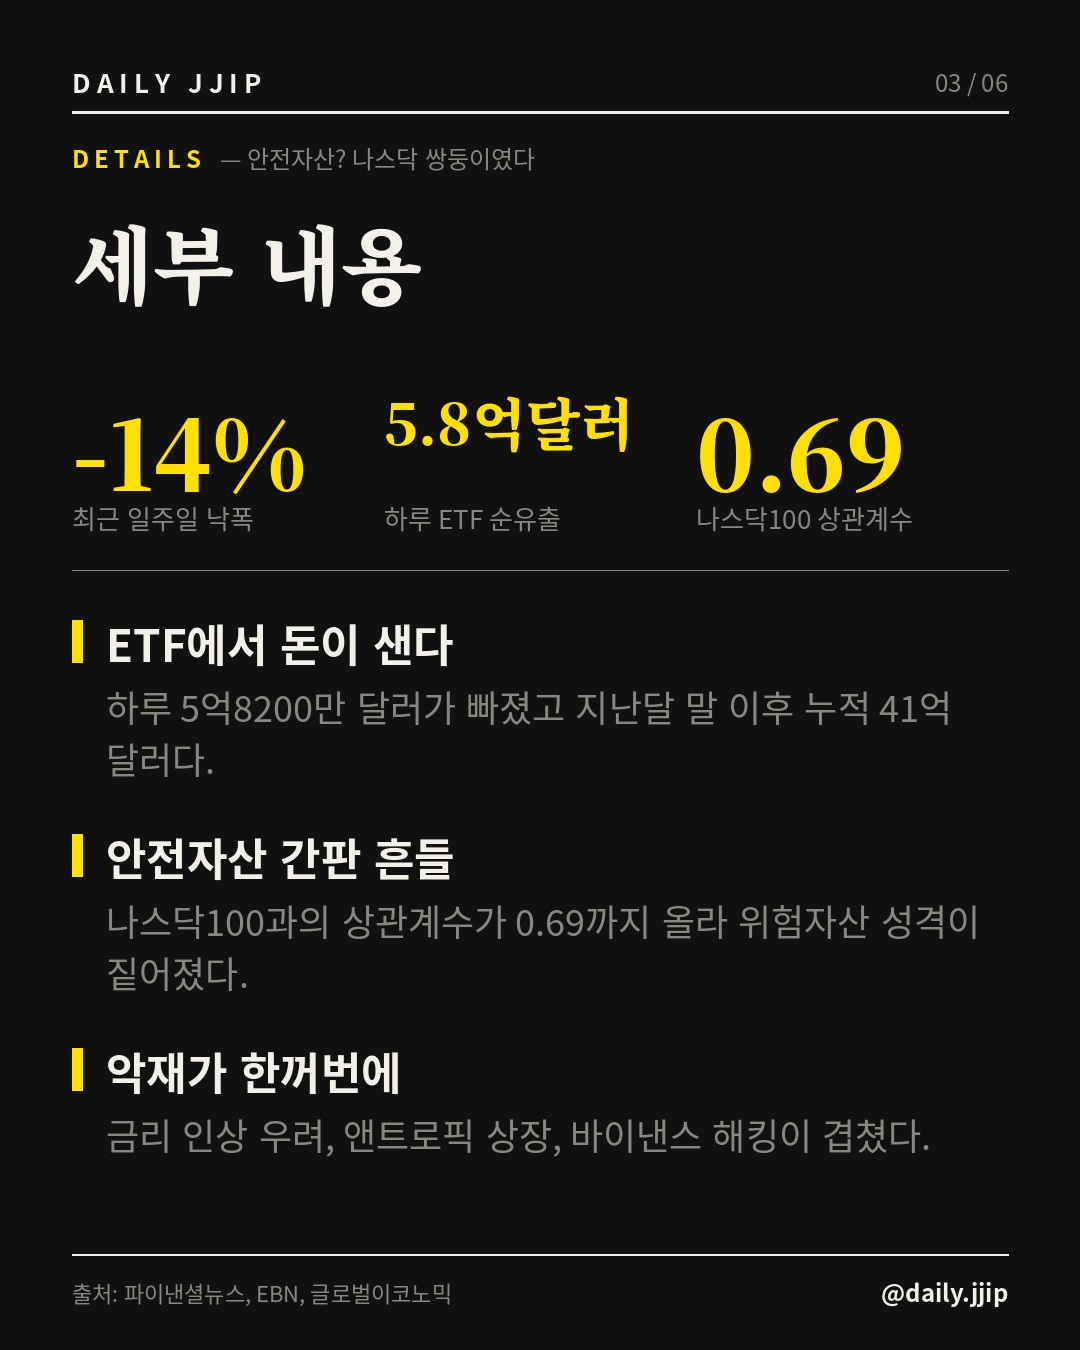 DAILY JJIP
03 / 06
DETAILS — 안전자산? 나스닥 쌍둥이였다
세부 내용
-14%
최근 일주일 낙폭
5.8억달러
하루 ETF 순유출
0.69
나스닥100 상관계수
ETF에서 돈이 샌다
하루 5억8200만 달러가 빠졌고 지난달 말 이후 누적 41억
달러다.
안전자산 간판 흔들
나스닥100과의 상관계수가 0.69까지 올라 위험자산 성격이
짙어졌다.
악재가 한꺼번에
금리 인상 우려, 앤트로픽 상장, 바이낸스 해킹이 겹쳤다.
출처: 파이낸셜뉴스, EBN, 글로벌이코노믹
@daily.jjip